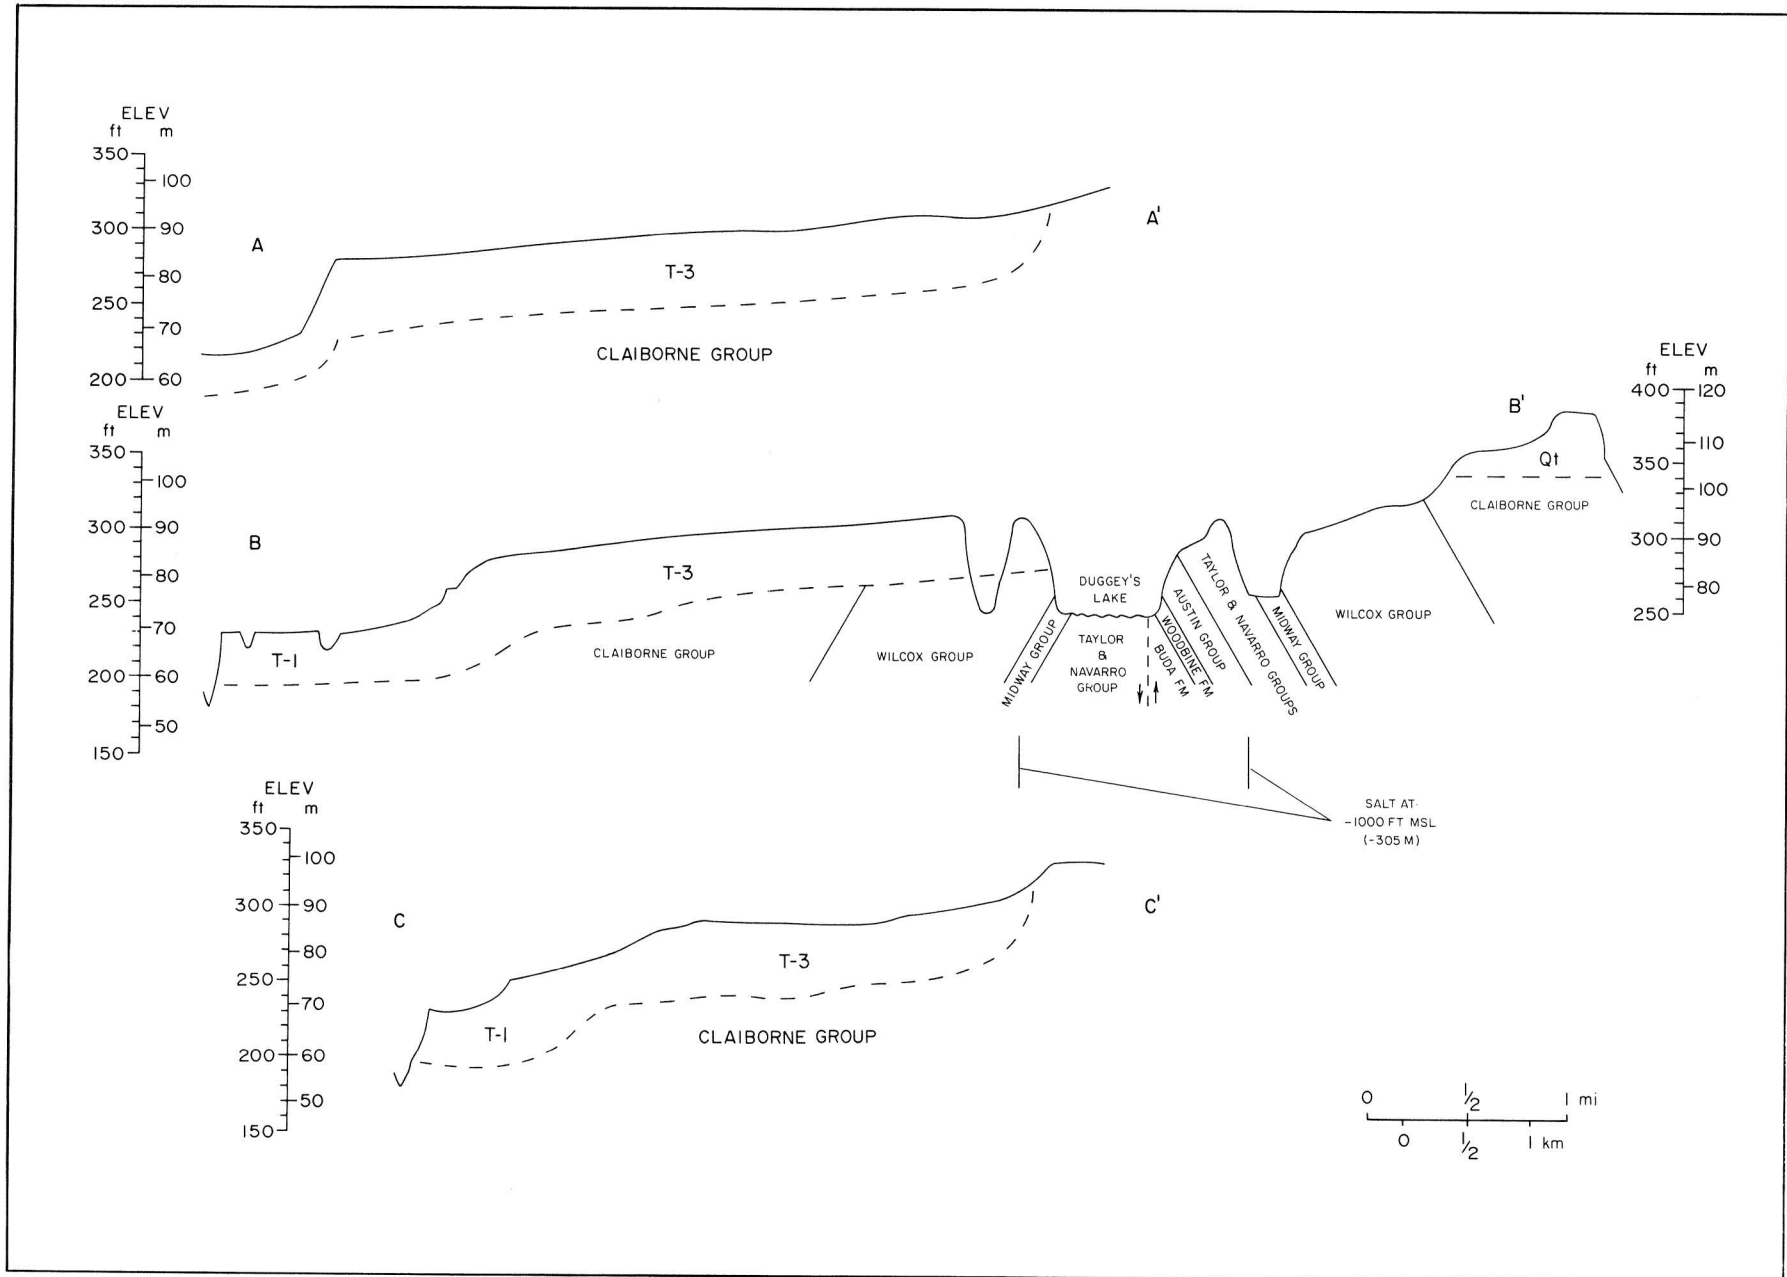 ELEV
ft m
350
100
300
90
80
250
70
200
60
A
A'
T-3
CLAIBORNE GROUP
ELEV
ft m
350
100
300
90
80
250
70
200
60
50
150
B
T-1
T-3
CLAIBORNE GROUP
WILCOX GROUP
MIDWAY GROUP
DUGGEY'S
LAKE
TAYLOR
&
NAVARRO
GROUP
BUDA FM
WOODBINE FM
AUSTIN GROUP
TAYLOR & NAVARRO GROUPS
MIDWAY GROUP
WILCOX GROUP
B'
Qt
CLAIBORNE GROUP
ELEV
ft m
400
120
110
350
100
300
90
80
250
SALT AT
-1000 FT MSL
(-305 M)
ELEV
ft m
350
100
300
90
80
250
70
200
60
50
150
C
C'
T-1
T-3
CLAIBORNE GROUP
0 1/2 1 mi
0 1/2 1 km